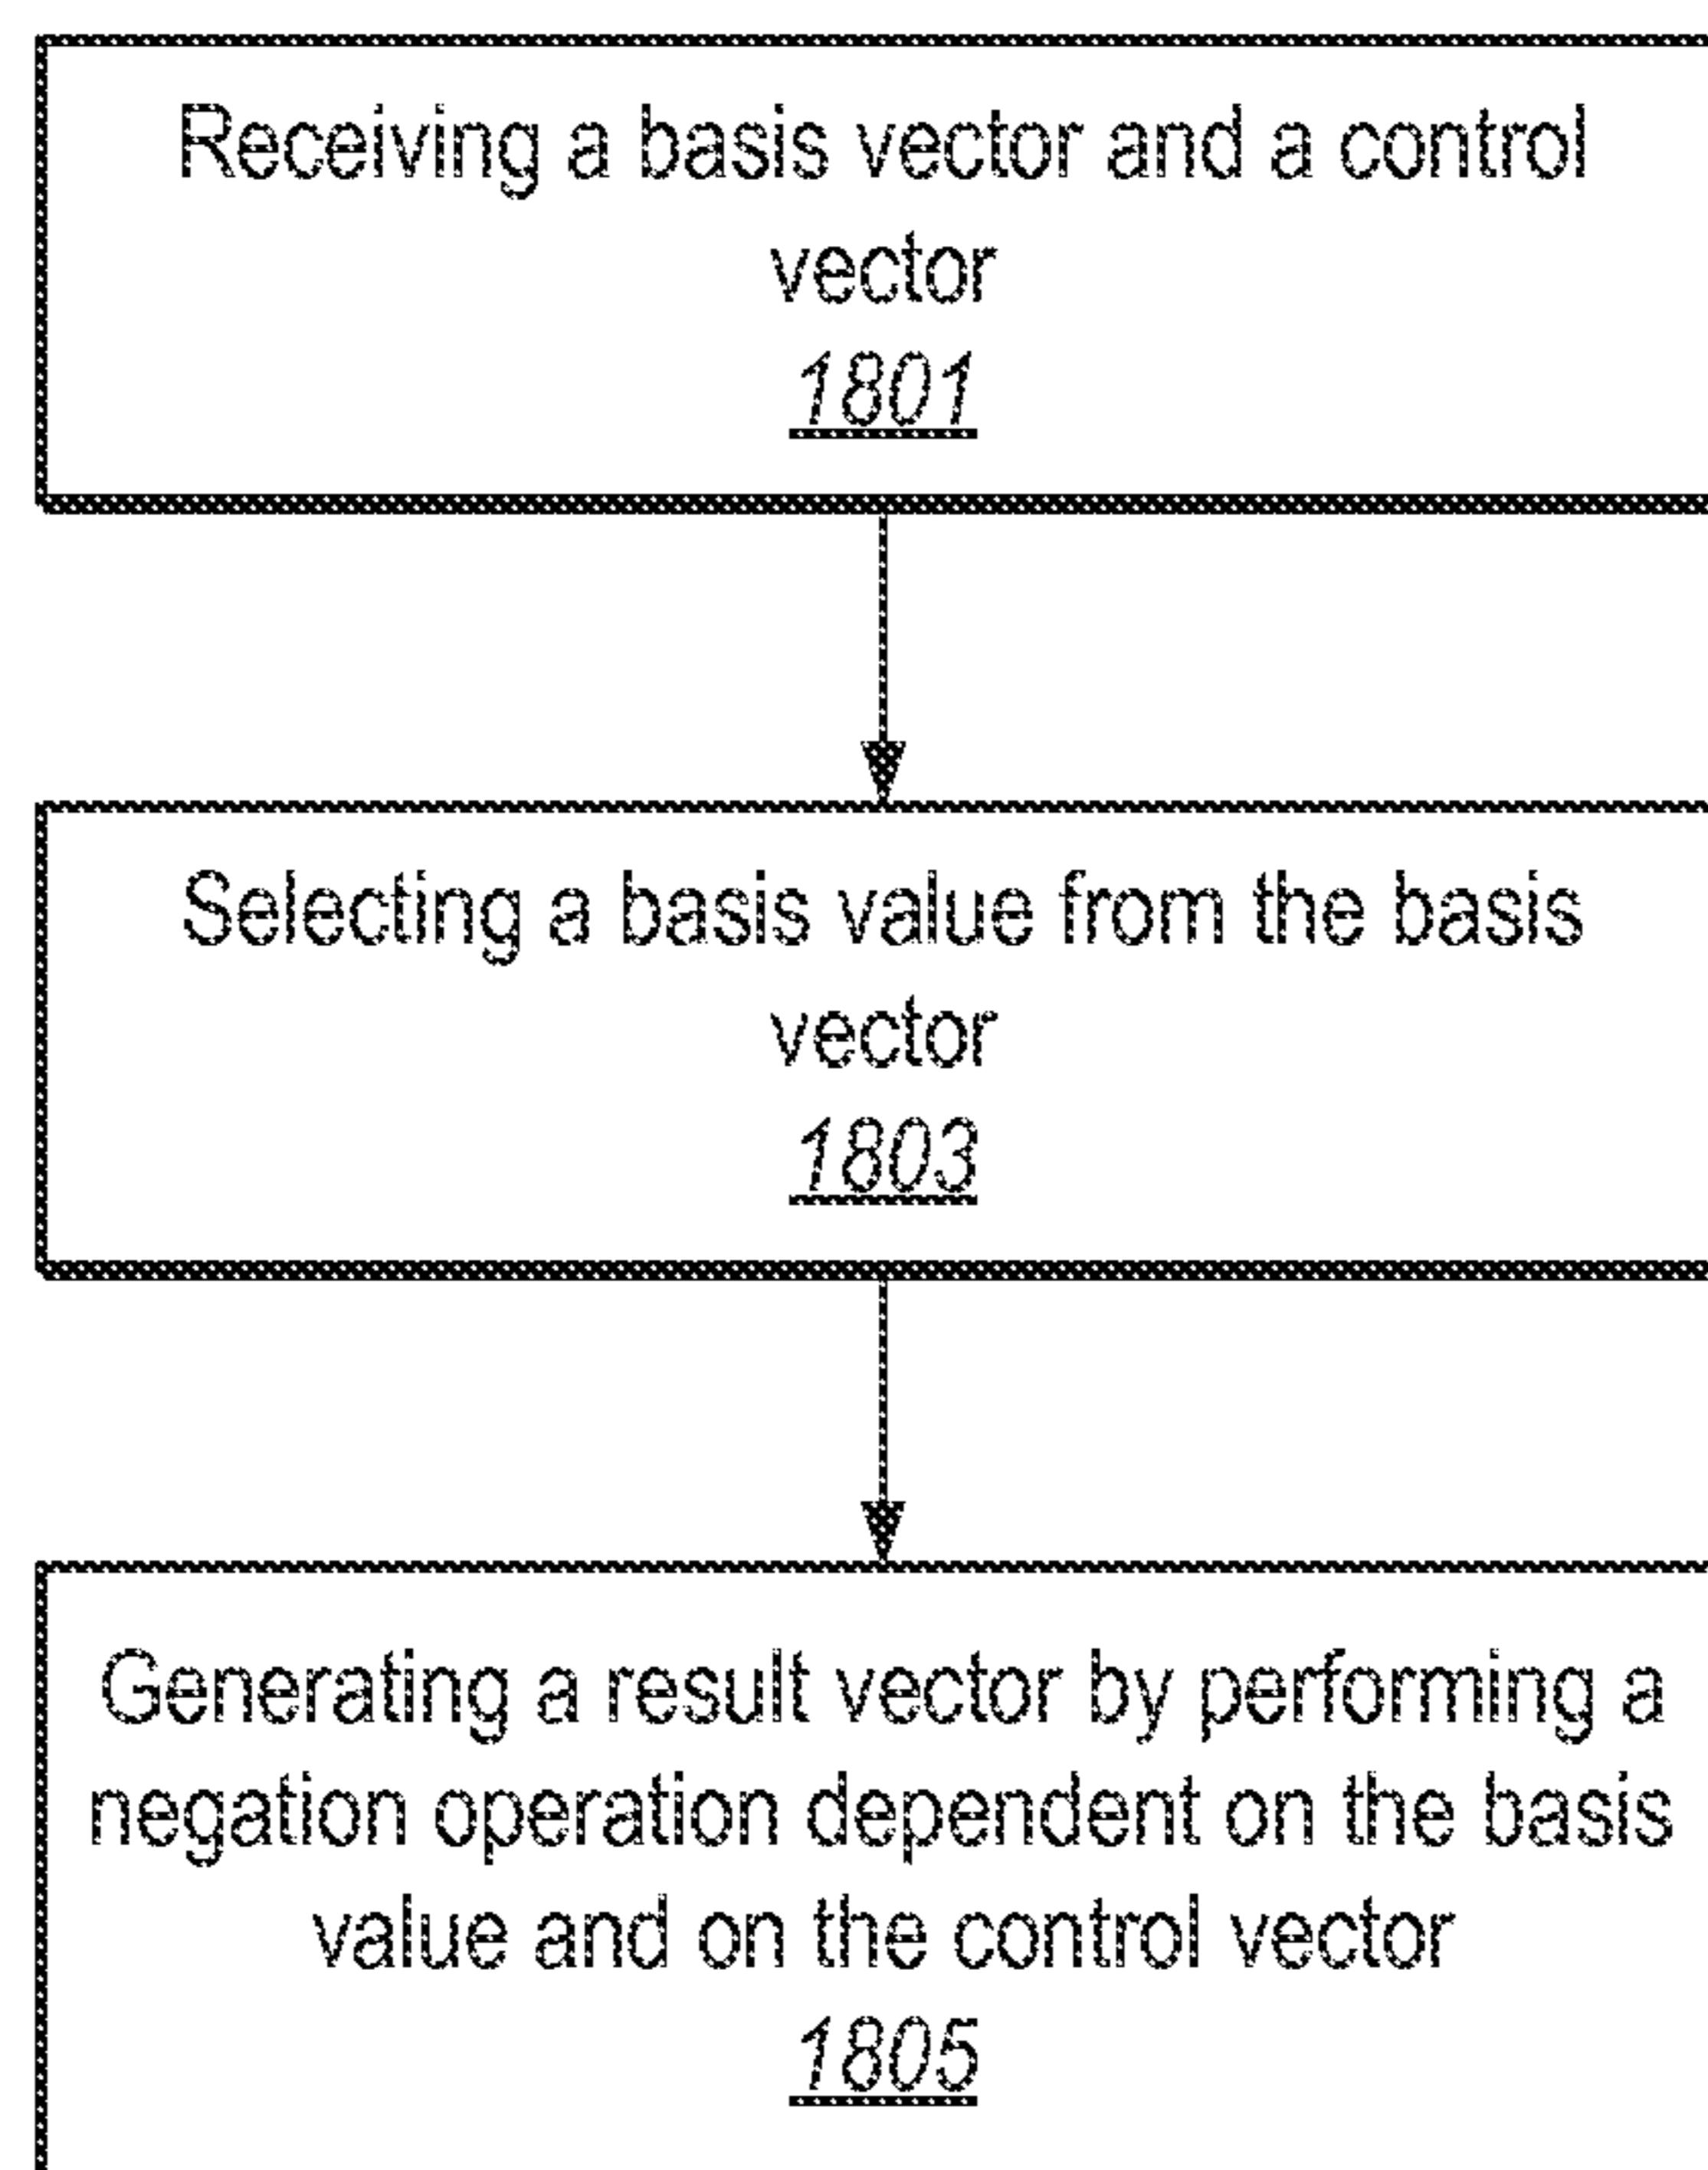 Receiving a basis vector and a control
vector
1801
Selecting a basis value from the basis
vector
1803
Generating a result vector by performing a
negation operation dependent on the basis
value and on the control vector
1805